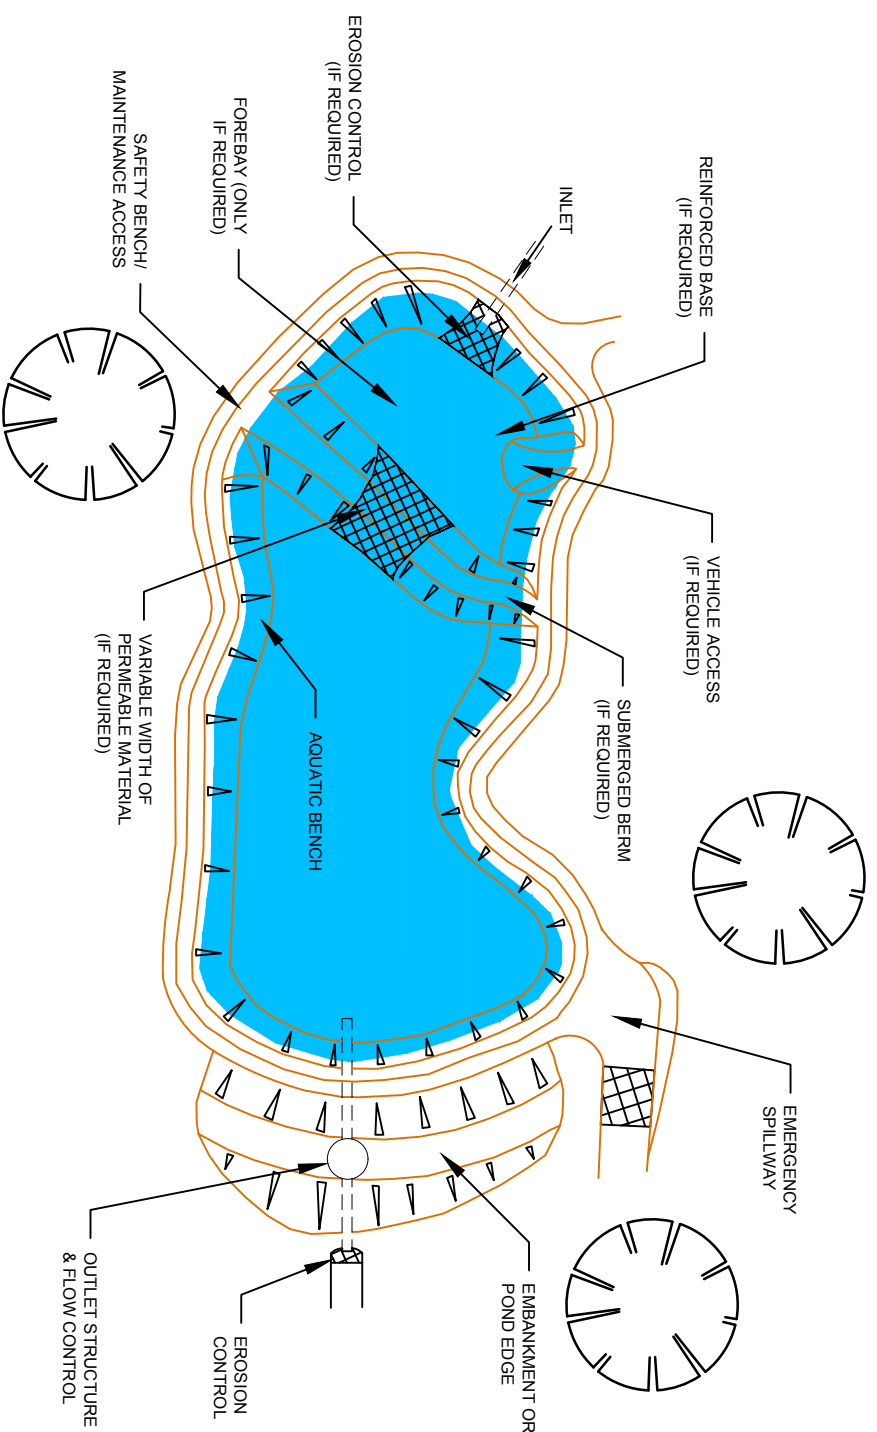 EROSION CONTROL
(IF REQUIRED)
FOREBAY (ONLY
IF REQUIRED)
SAFETY BENCH/
MAINTENANCE ACCESS
INLET
REINFORCED BASE
(IF REQUIRED)
VEHICLE ACCESS
(IF REQUIRED)
SUBMERGED BERM
(IF REQUIRED)
VARIABLE WIDTH OF
PERMEABLE MATERIAL
(IF REQUIRED)
AQUATIC BENCH
EMERGENCY
SPILLWAY
EMBANKMENT OR
POND EDGE
EROSION
CONTROL
OUTLET STRUCTURE
& FLOW CONTROL